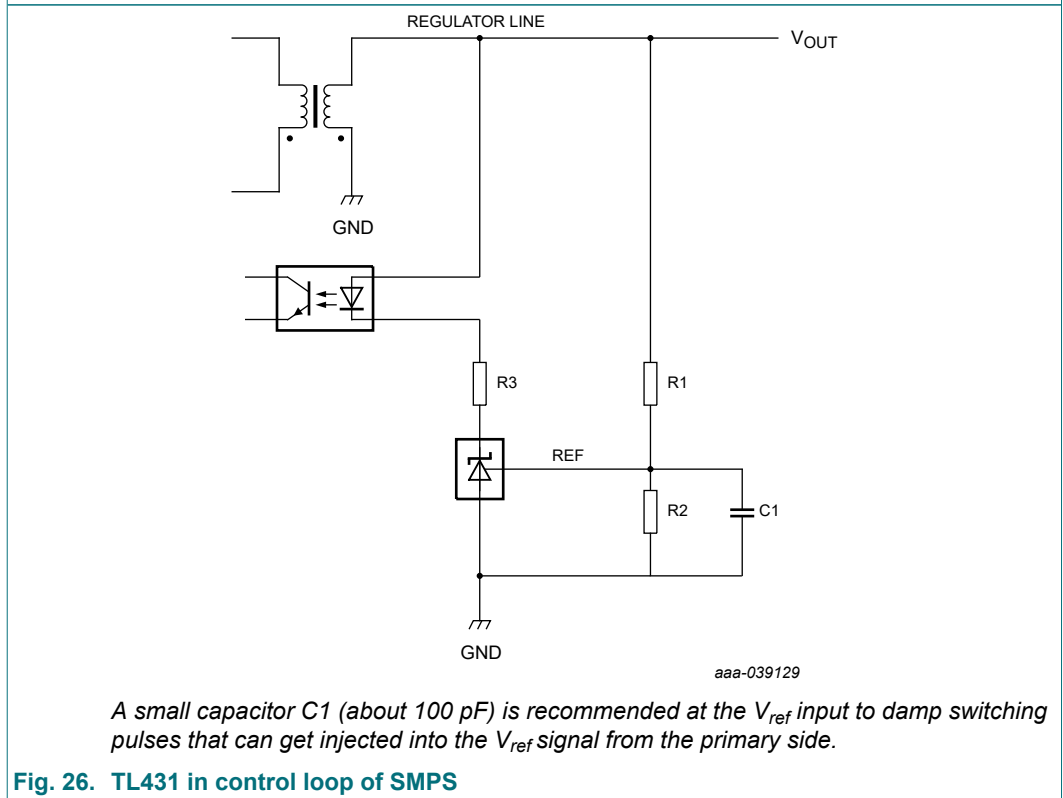 REGULATOR LINE
VOUT
GND
R3
R1
REF
R2
C1
GND
aaa-039129
A small capacitor C1 (about 100 pF) is recommended at the Vref input to damp switching
pulses that can get injected into the Vref signal from the primary side.
Fig. 26. TL431 in control loop of SMPS